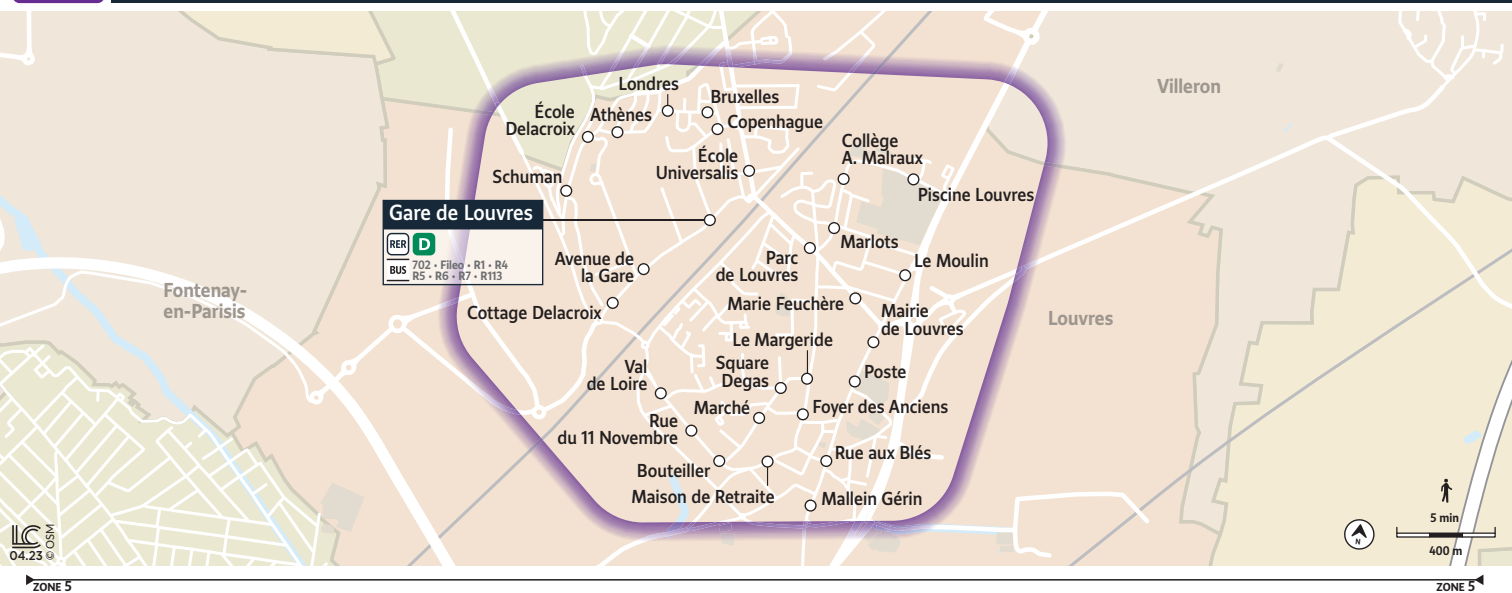 Villeron
Londres
Bruxelles
École
Delacroix
Athènes
Copenhague
Collège
A. Malraux
École
Universalis
Schuman
Piscine Louvres
Gare de Louvres
RER D
BUS
702 • Fileo • R1 • R4
R5 • R6 • R7 • R113
Marlots
Parc
de Louvres
Avenue de
la Gare
Le Moulin
Fontenay-
en-Parisis
Marie Feuchère
Cottage Delacroix
Mairie
de Louvres
Louvres
Le Margeride
Val
de Loire
Square
Degas
Poste
Marché
Foyer des Anciens
Rue
du 11 Novembre
Rue aux Blés
Bouteiller
Maison de Retraite
Mallein Gérin
LC
04.23 © OSM
N
5 min
400 m
ZONE 5
ZONE 5